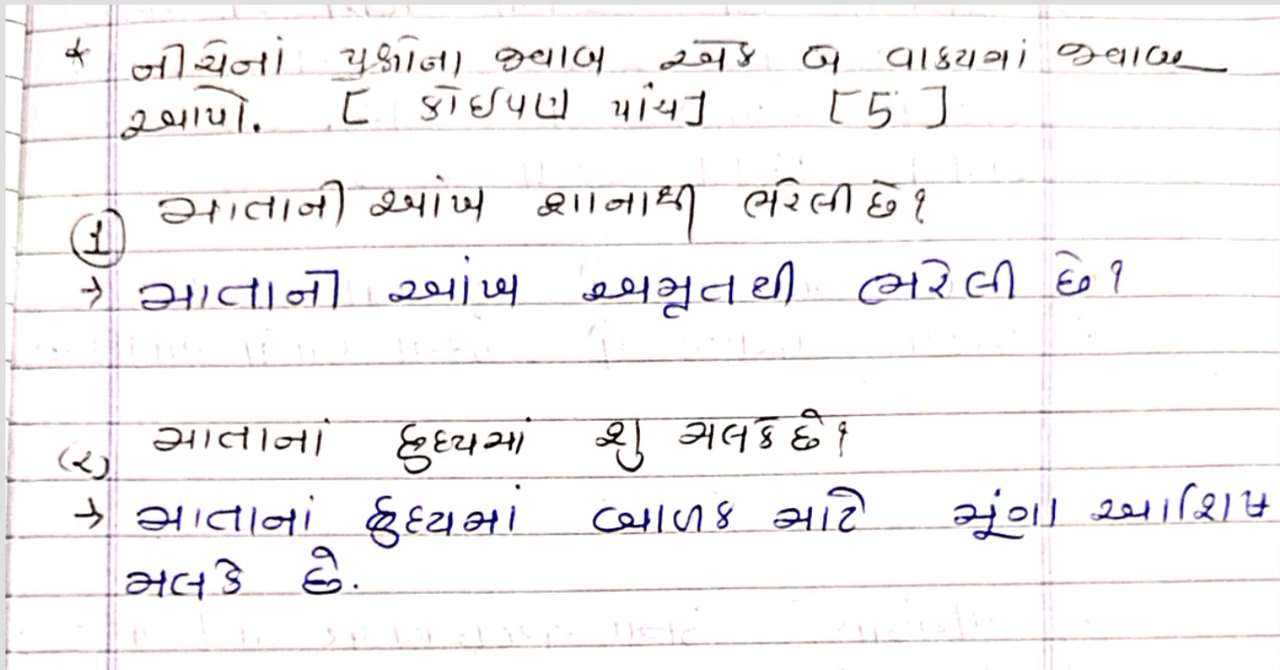 * નીચેનાં પ્રશ્નોના જવાબ એક બે વાક્યમાં જવાબ
આપો. [ કોઈપણ પાંચ] [5]
① માતાની આંખ શાનાથી ભરેલી છે?
→ માતાની આંખ અમૃતથી ભરેલી છે?
(૨) માતાનાં હુદયમાં શુ મલકે છે?
→ માતાનાં હુદયમાં બાળક માટે મૂંગા આશિષ
મલકે છે.